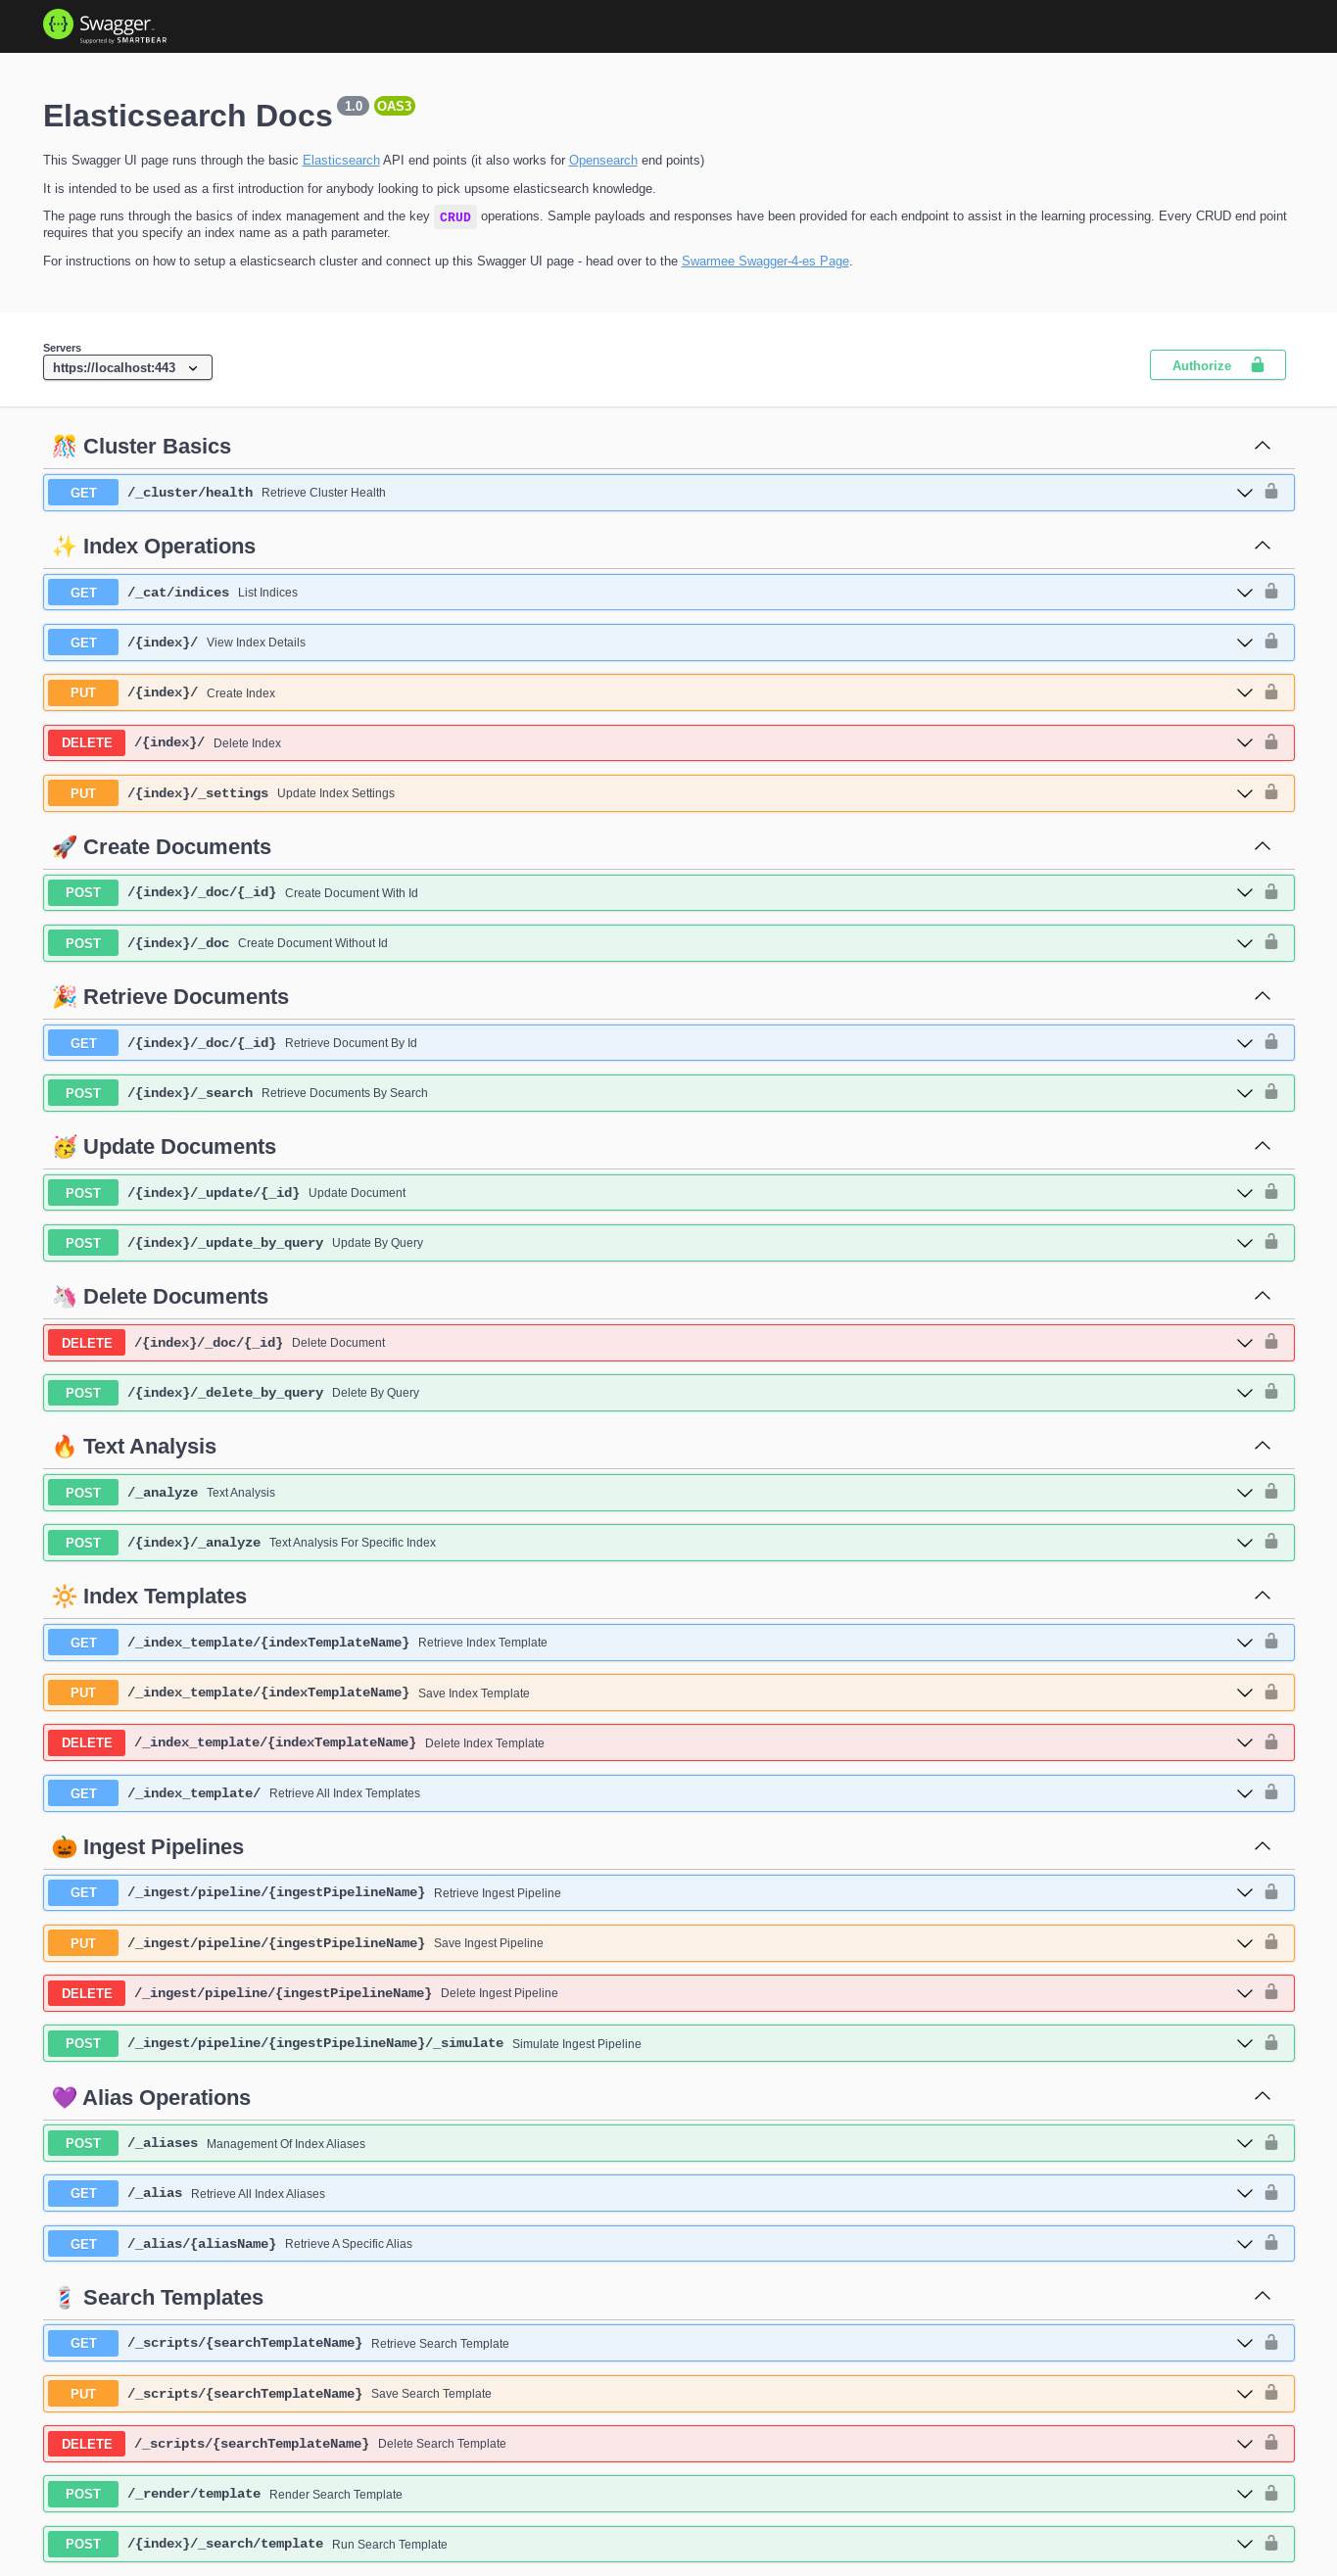 Swagger
Supported by SMARTBEAR
Elasticsearch Docs 1.0 OAS3
This Swagger UI page runs through the basic Elasticsearch API end points (it also works for Opensearch end points)
It is intended to be used as a first introduction for anybody looking to pick upsome elasticsearch knowledge.
The page runs through the basics of index management and the key CRUD operations. Sample payloads and responses have been provided for each endpoint to assist in the learning processing. Every CRUD end point
requires that you specify an index name as a path parameter.
For instructions on how to setup a elasticsearch cluster and connect up this Swagger UI page - head over to the Swarmee Swagger-4-es Page.
Servers
https://localhost:443
Authorize
🎊 Cluster Basics
GET /_cluster/health Retrieve Cluster Health
✨ Index Operations
GET /_cat/indices List Indices
GET /{index}/ View Index Details
PUT /{index}/ Create Index
DELETE /{index}/ Delete Index
PUT /{index}/_settings Update Index Settings
🚀 Create Documents
POST /{index}/_doc/{_id} Create Document With Id
POST /{index}/_doc Create Document Without Id
🎉 Retrieve Documents
GET /{index}/_doc/{_id} Retrieve Document By Id
POST /{index}/_search Retrieve Documents By Search
🥳 Update Documents
POST /{index}/_update/{_id} Update Document
POST /{index}/_update_by_query Update By Query
🦄 Delete Documents
DELETE /{index}/_doc/{_id} Delete Document
POST /{index}/_delete_by_query Delete By Query
🔥 Text Analysis
POST /_analyze Text Analysis
POST /{index}/_analyze Text Analysis For Specific Index
🔆 Index Templates
GET /_index_template/{indexTemplateName} Retrieve Index Template
PUT /_index_template/{indexTemplateName} Save Index Template
DELETE /_index_template/{indexTemplateName} Delete Index Template
GET /_index_template/ Retrieve All Index Templates
🎃 Ingest Pipelines
GET /_ingest/pipeline/{ingestPipelineName} Retrieve Ingest Pipeline
PUT /_ingest/pipeline/{ingestPipelineName} Save Ingest Pipeline
DELETE /_ingest/pipeline/{ingestPipelineName} Delete Ingest Pipeline
POST /_ingest/pipeline/{ingestPipelineName}/_simulate Simulate Ingest Pipeline
💜 Alias Operations
POST /_aliases Management Of Index Aliases
GET /_alias Retrieve All Index Aliases
GET /_alias/{aliasName} Retrieve A Specific Alias
💈 Search Templates
GET /_scripts/{searchTemplateName} Retrieve Search Template
PUT /_scripts/{searchTemplateName} Save Search Template
DELETE /_scripts/{searchTemplateName} Delete Search Template
POST /_render/template Render Search Template
POST /{index}/_search/template Run Search Template